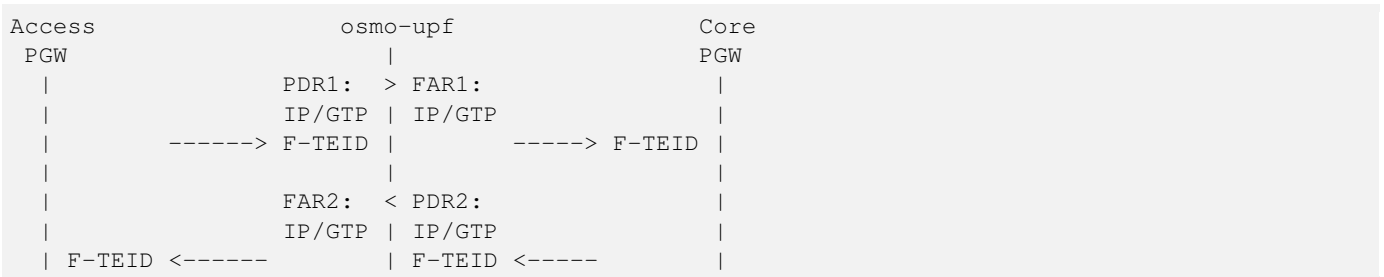 Access                  osmo-upf                    Core
 PGW                        |                        PGW
  |                 PDR1:  > FAR1:                    |
  |                 IP/GTP | IP/GTP                   |
  |        ------> F-TEID |         -----> F-TEID |
  |                         |                         |
  |                 FAR2:  < PDR2:                    |
  |                 IP/GTP | IP/GTP                   |
  | F-TEID <------         | F-TEID <-----            |